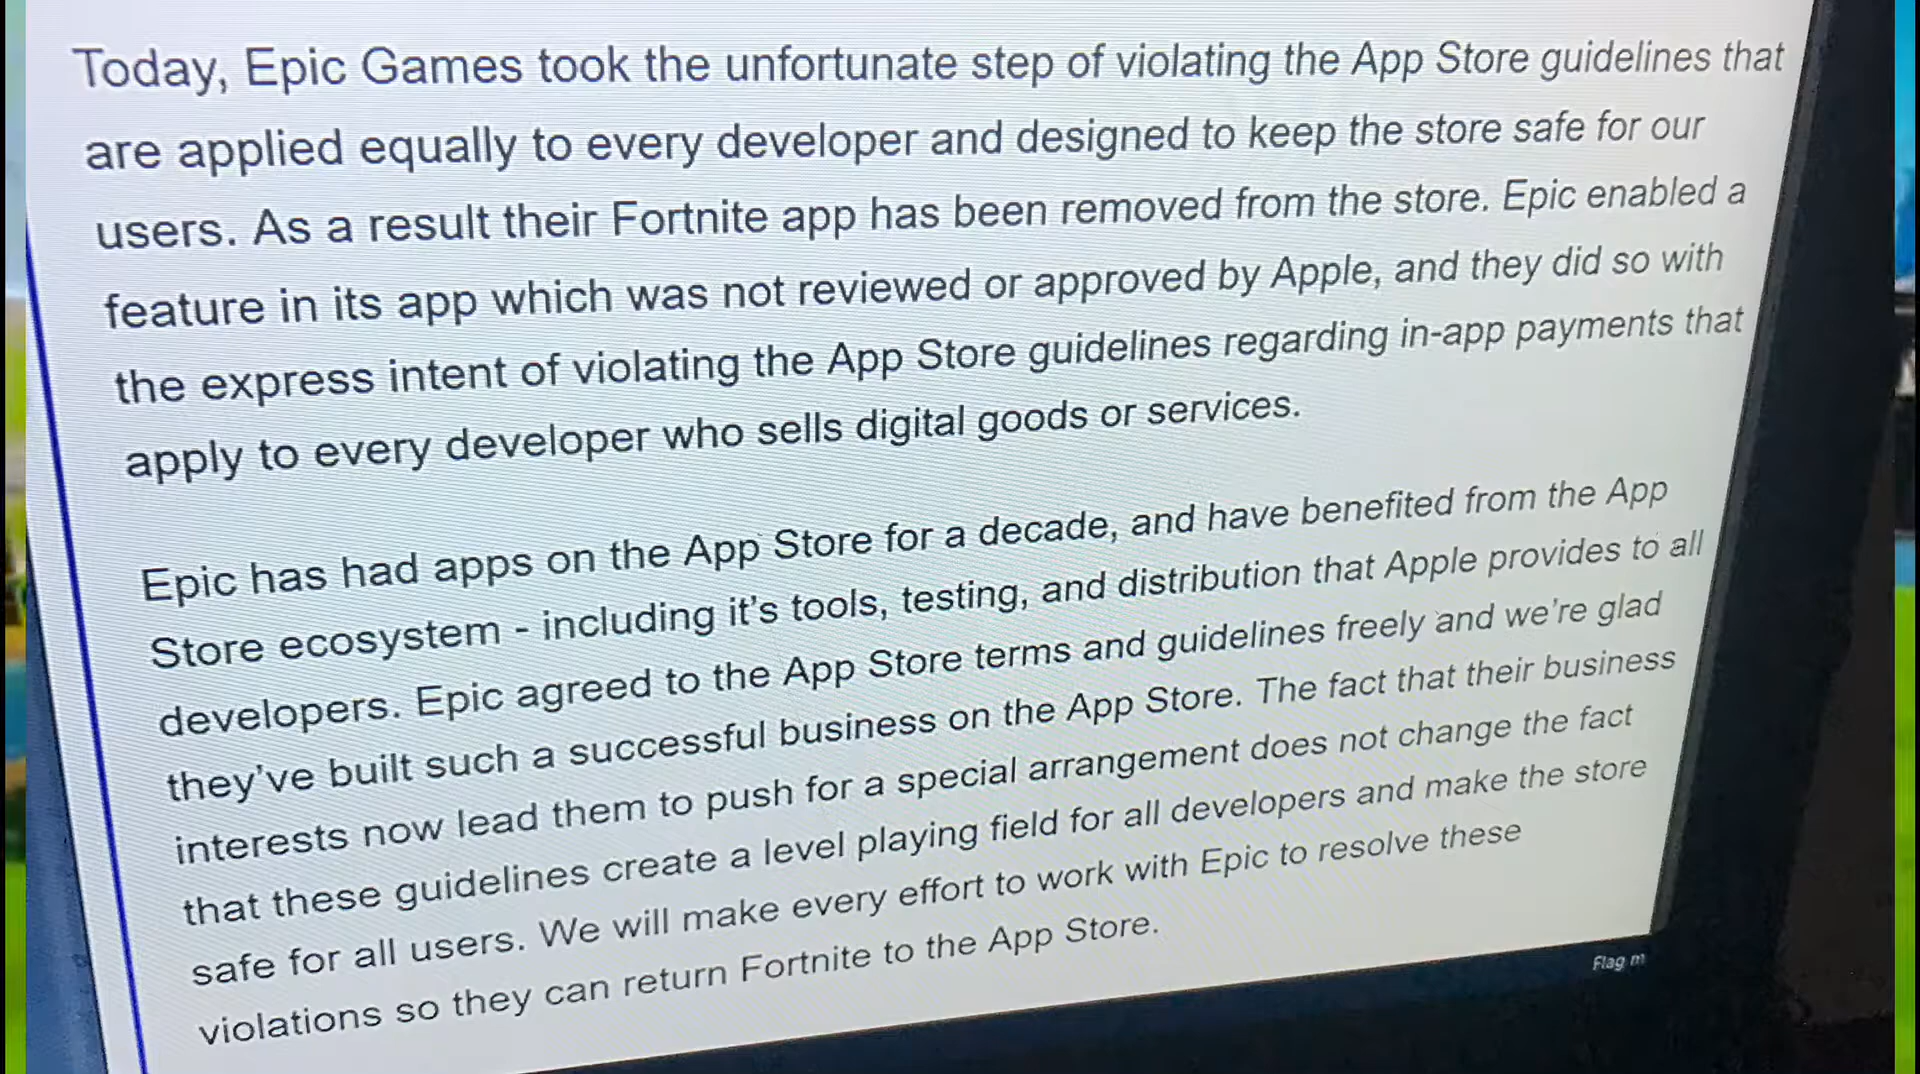 Today, Epic Games took the unfortunate step of violating the App Store guidelines that
are applied equally to every developer and designed to keep the store safe for our
users. As a result their Fortnite app has been removed from the store. Epic enabled a
feature in its app which was not reviewed or approved by Apple, and they did so with
the express intent of violating the App Store guidelines regarding in-app payments that
apply to every developer who sells digital goods or services.
Epic has had apps on the App Store for a decade, and have benefited from the App
Store ecosystem - including it's tools, testing, and distribution that Apple provides to all
developers. Epic agreed to the App Store terms and guidelines freely and we're glad
they've built such a successful business on the App Store. The fact that their business
interests now lead them to push for a special arrangement does not change the fact
that these guidelines create a level playing field for all developers and make the store
safe for all users. We will make every effort to work with Epic to resolve these
violations so they can return Fortnite to the App Store.
Flag m